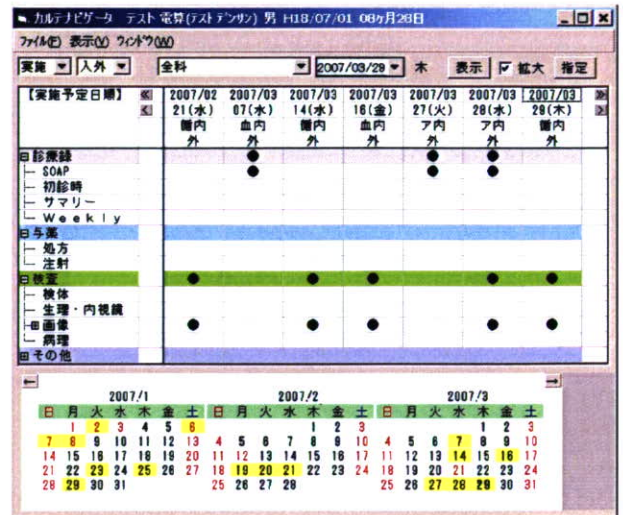 カルテナビゲータ テスト 電算(テスト デンサン) 男 H18/07/01 08ヶ月28日
ファイル(F) 表示(V) ウィンドウ(W)
実施 入外 全科 2007/03/29 木 表示 拡大 指定
【実施予定日順】 2007/02 2007/03 2007/03 2007/03 2007/03 2007/03 2007/03
21(水) 07(水) 14(水) 16(金) 27(火) 28(水) 29(木)
循内 血内 循内 血内 ア内 ア内 循内
外 外 外 外 外 外 外
診療録
SOAP
初診時
サマリー
Weekly
与薬
処方
注射
検査
検体
生理・内視鏡
画像
病理
その他
2007/1 2007/2 2007/3
日 月 火 水 木 金 土 日 月 火 水 木 金 土 日 月 火 水 木 金 土
1 2 3 4 5 6 1 2 3 1 2 3
7 8 9 10 11 12 13 4 5 6 7 8 9 10 4 5 6 7 8 9 10
14 15 16 17 18 19 20 11 12 13 14 15 16 17 11 12 13 14 15 16 17
21 22 23 24 25 26 27 18 19 20 21 22 23 24 18 19 20 21 22 23 24
28 29 30 31 25 26 27 28 25 26 27 28 29 30 31